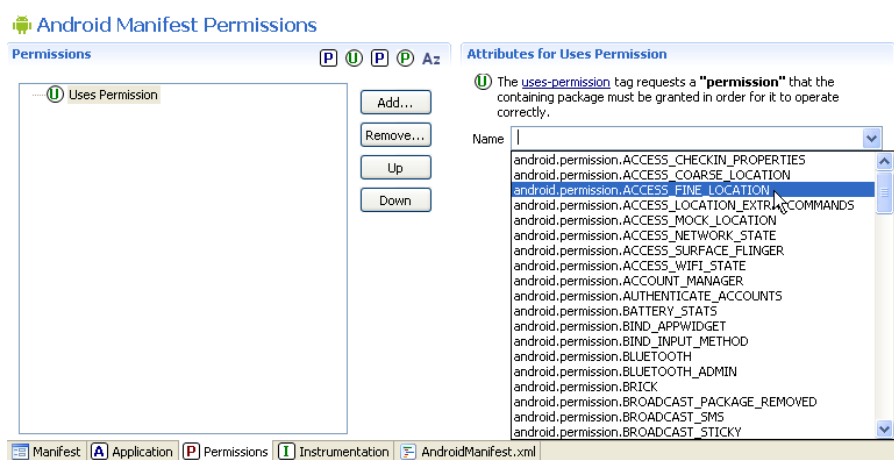 Android Manifest Permissions
Permissions
P U P P Az
Attributes for Uses Permission
U Uses Permission
Add...
Remove...
Up
Down
U The uses-permission tag requests a "permission" that the
containing package must be granted in order for it to operate
correctly.
Name
android.permission.ACCESS_CHECKIN_PROPERTIES
android.permission.ACCESS_COARSE_LOCATION
android.permission.ACCESS_FINE_LOCATION
android.permission.ACCESS_LOCATION_EXTRA_COMMANDS
android.permission.ACCESS_MOCK_LOCATION
android.permission.ACCESS_NETWORK_STATE
android.permission.ACCESS_SURFACE_FLINGER
android.permission.ACCESS_WIFI_STATE
android.permission.ACCOUNT_MANAGER
android.permission.AUTHENTICATE_ACCOUNTS
android.permission.BATTERY_STATS
android.permission.BIND_APPWIDGET
android.permission.BIND_INPUT_METHOD
android.permission.BLUETOOTH
android.permission.BLUETOOTH_ADMIN
android.permission.BRICK
android.permission.BROADCAST_PACKAGE_REMOVED
android.permission.BROADCAST_SMS
android.permission.BROADCAST_STICKY
Manifest A Application P Permissions I Instrumentation F AndroidManifest.xml